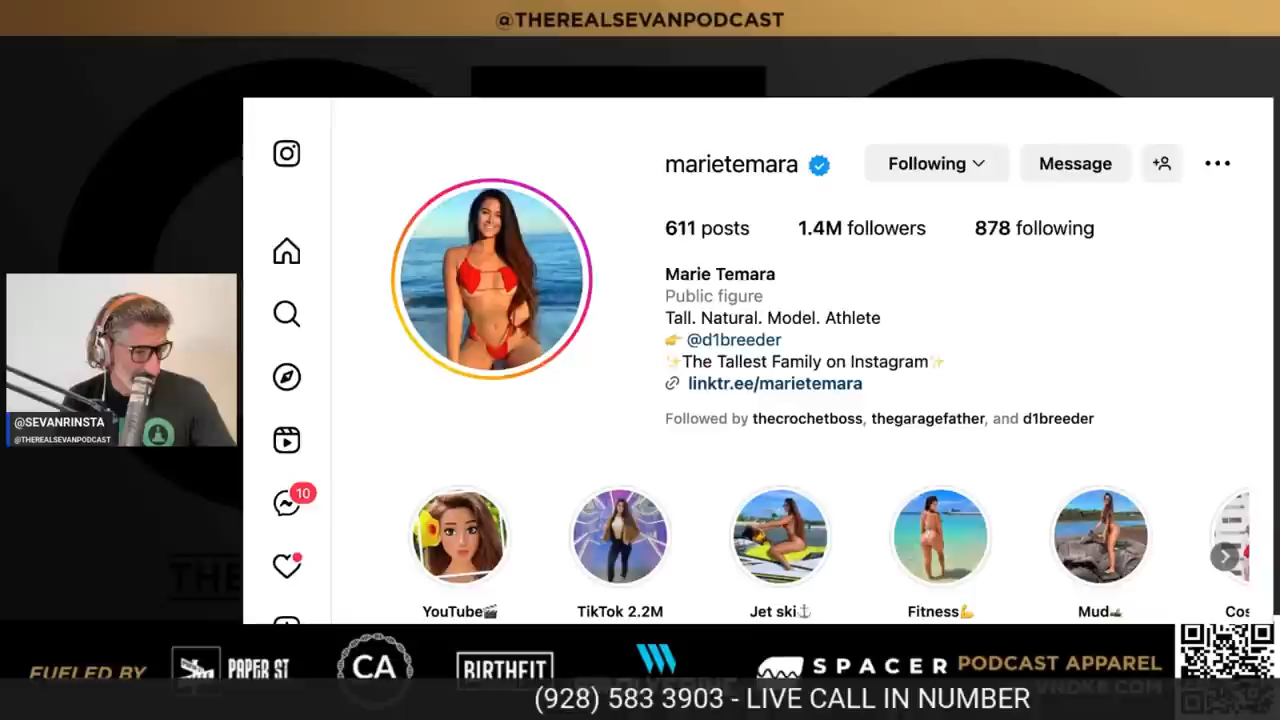 @THEREALSEVANPODCAST
marietemara
Following
Message
611 posts
1.4M followers
878 following
Marie Temara
Public figure
Tall. Natural. Model. Athlete
👉 @d1breeder
✨The Tallest Family on Instagram✨
linktr.ee/marietemara
Followed by thecrochetboss, thegaragefather, and d1breeder
@SEVANRINSTA
@THEREALSEVANPODCAST
10
YouTube🎬
TikTok 2.2M
Jet ski⚓
Fitness💪
Mud
Cos
THE
FUELED BY
PAPER ST
CA
BIRTHFIT
SPACER
PODCAST APPAREL
(928) 583 3903 - LIVE CALL IN NUMBER